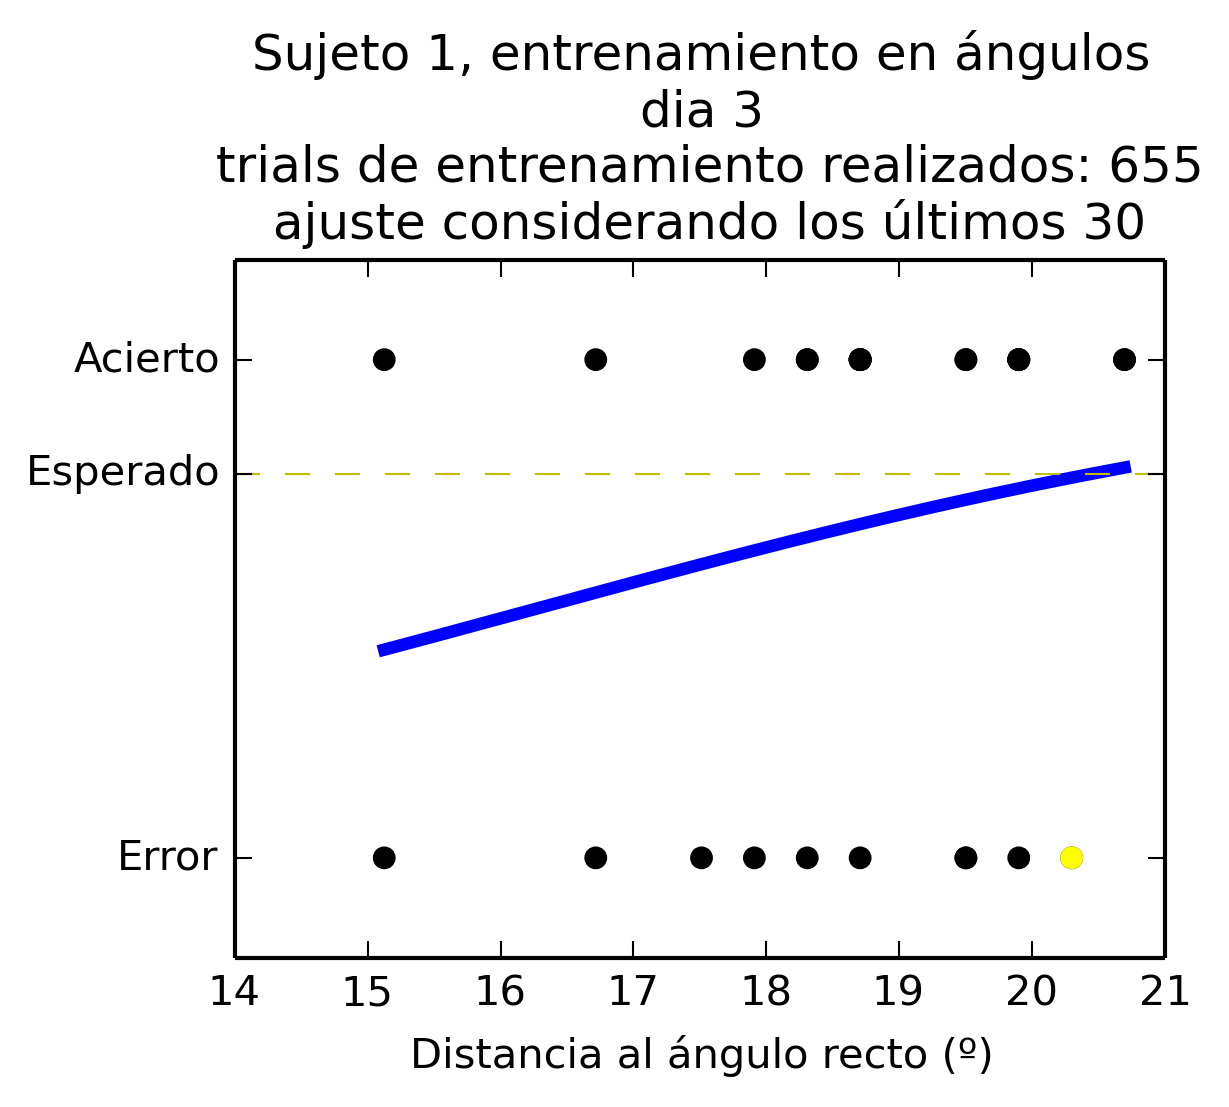 Sujeto 1, entrenamiento en ángulos
dia 3
trials de entrenamiento realizados: 655
ajuste considerando los últimos 30
Acierto
Esperado
Error
14 15 16 17 18 19 20 21
Distancia al ángulo recto (º)